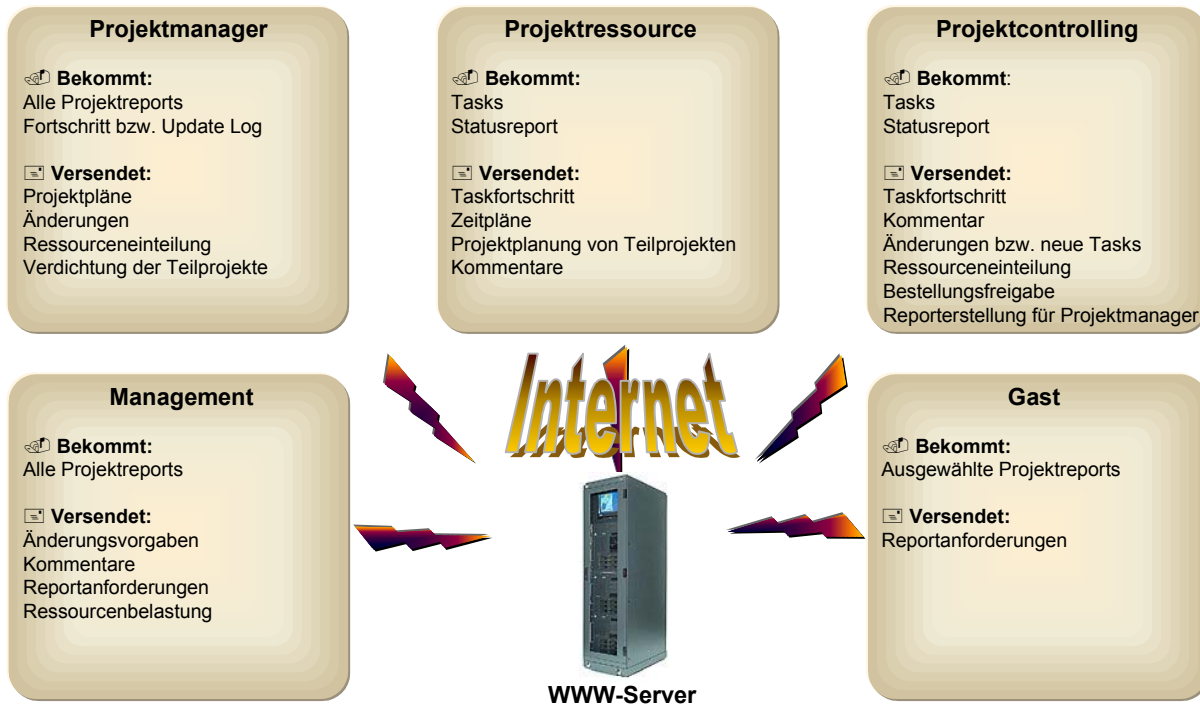 Projektmanager
Bekommt:
Alle Projektreports
Fortschritt bzw. Update Log
Versendet:
Projektpläne
Änderungen
Ressourceneinteilung
Verdichtung der Teilprojekte
Projektressource
Bekommt:
Tasks
Statusreport
Versendet:
Taskfortschritt
Zeitpläne
Projektplanung von Teilprojekten
Kommentare
Projektcontrolling
Bekommt:
Tasks
Statusreport
Versendet:
Taskfortschritt
Kommentar
Änderungen bzw. neue Tasks
Ressourceneinteilung
Bestellungsfreigabe
Reporterstellung für Projektmanager
Management
Bekommt:
Alle Projektreports
Versendet:
Änderungsvorgaben
Kommentare
Reportanforderungen
Ressourcenbelastung
Internet
WWW-Server
Gast
Bekommt:
Ausgewählte Projektreports
Versendet:
Reportanforderungen